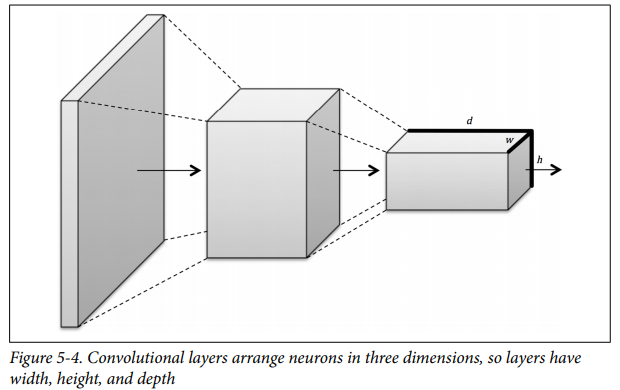 d
w
h
Figure 5-4. Convolutional layers arrange neurons in three dimensions, so layers have
width, height, and depth